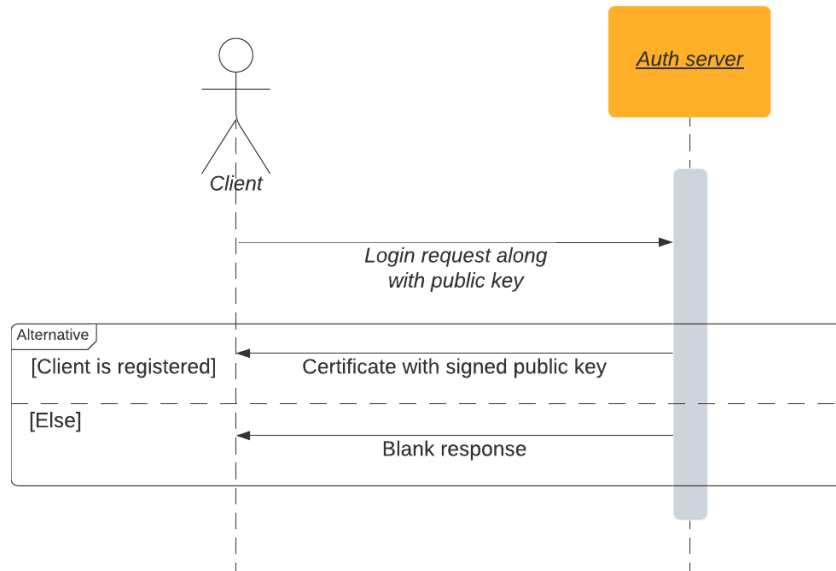 Auth server
Client
Login request along
with public key
Alternative
[Client is registered]
Certificate with signed public key
[Else]
Blank response